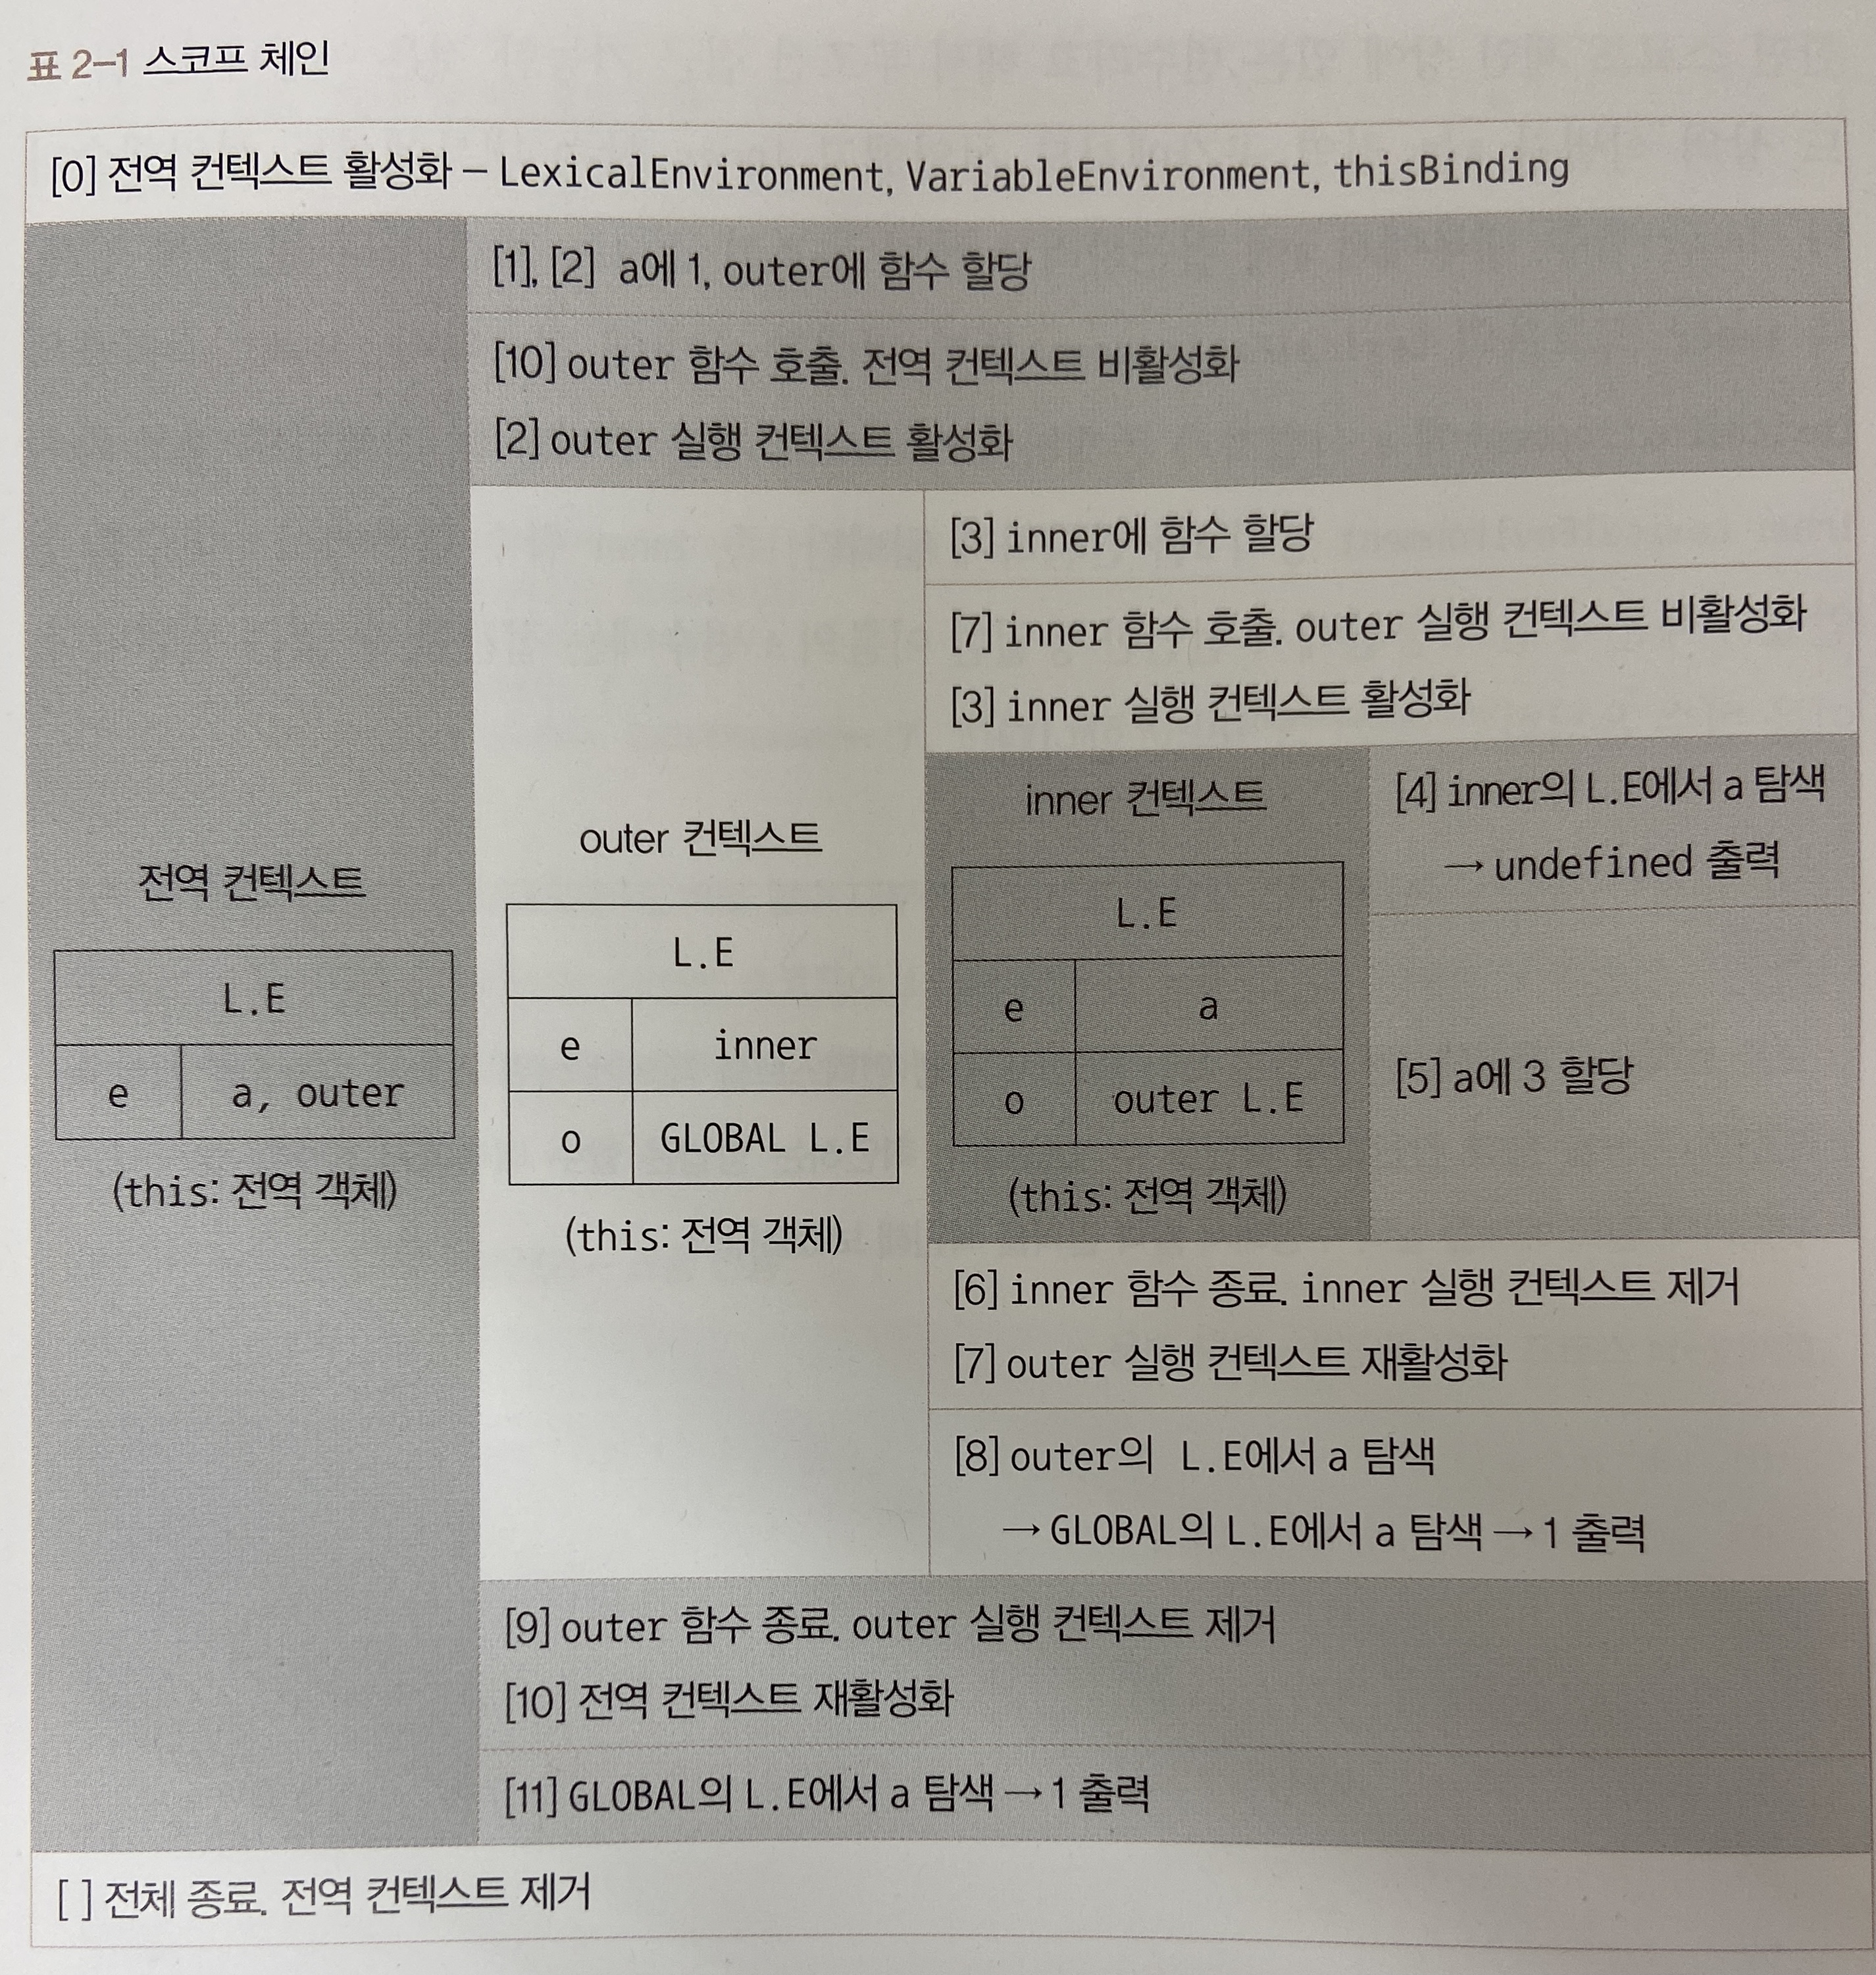 표 2-1 스코프 체인
[0] 전역 컨텍스트 활성화 – LexicalEnvironment, VariableEnvironment, thisBinding
[1], [2] a에 1, outer에 함수 할당
[10] outer 함수 호출. 전역 컨텍스트 비활성화
[2] outer 실행 컨텍스트 활성화
전역 컨텍스트
L.E
e a, outer
(this: 전역 객체)
outer 컨텍스트
L.E
e inner
o GLOBAL L.E
(this: 전역 객체)
[3] inner에 함수 할당
[7] inner 함수 호출. outer 실행 컨텍스트 비활성화
[3] inner 실행 컨텍스트 활성화
inner 컨텍스트
L.E
e a
o outer L.E
(this: 전역 객체)
[4] inner의 L.E에서 a 탐색
→ undefined 출력
[5] a에 3 할당
[6] inner 함수 종료. inner 실행 컨텍스트 제거
[7] outer 실행 컨텍스트 재활성화
[8] outer의 L.E에서 a 탐색
→ GLOBAL의 L.E에서 a 탐색 → 1 출력
[9] outer 함수 종료. outer 실행 컨텍스트 제거
[10] 전역 컨텍스트 재활성화
[11] GLOBAL의 L.E에서 a 탐색 → 1 출력
[ ] 전체 종료. 전역 컨텍스트 제거